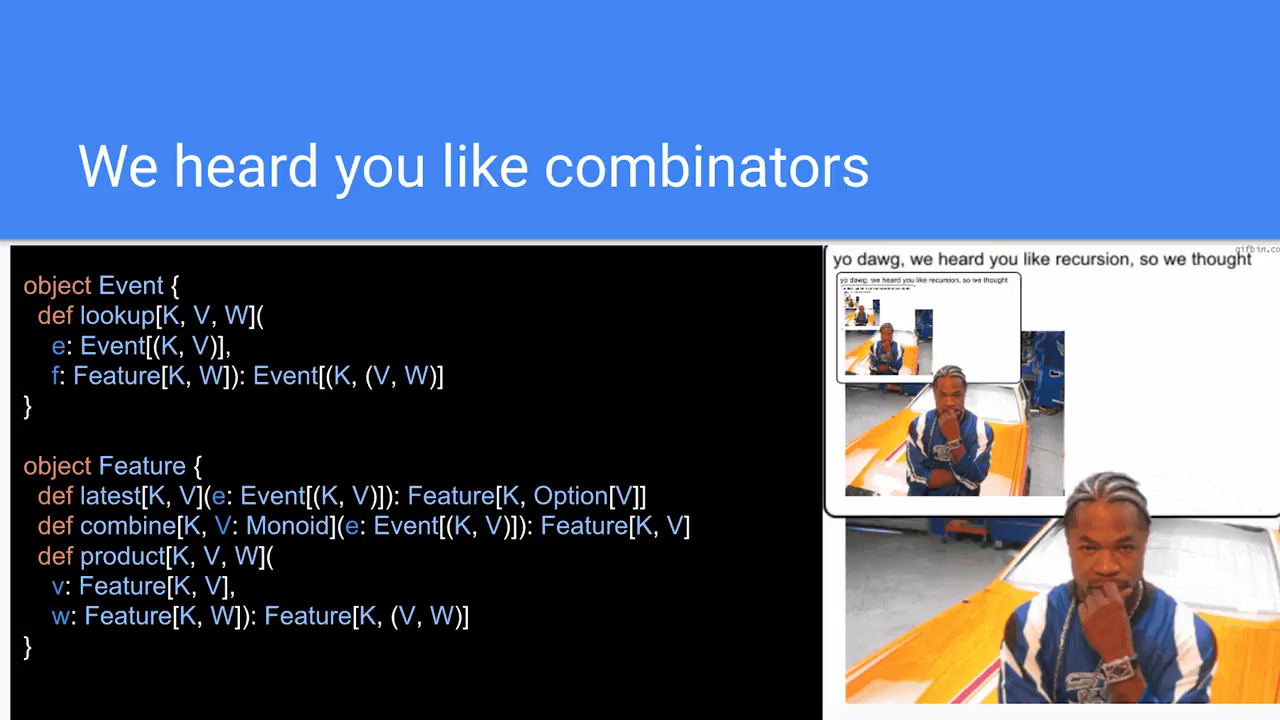 We heard you like combinators
object Event {
def lookup[K, V, W](
e: Event[(K, V)],
f: Feature[K, W]): Event[(K, (V, W)]
}
object Feature {
def latest[K, V](e: Event[(K, V)]): Feature[K, Option[V]]
def combine[K, V: Monoid](e: Event[(K, V)]): Feature[K, V]
def product[K, V, W](
v: Feature[K, V],
w: Feature[K, W]): Feature[K, (V, W)]
}
gifbin.co
yo dawg, we heard you like recursion, so we thought
yo dawg, we heard you like recursion, so we thought